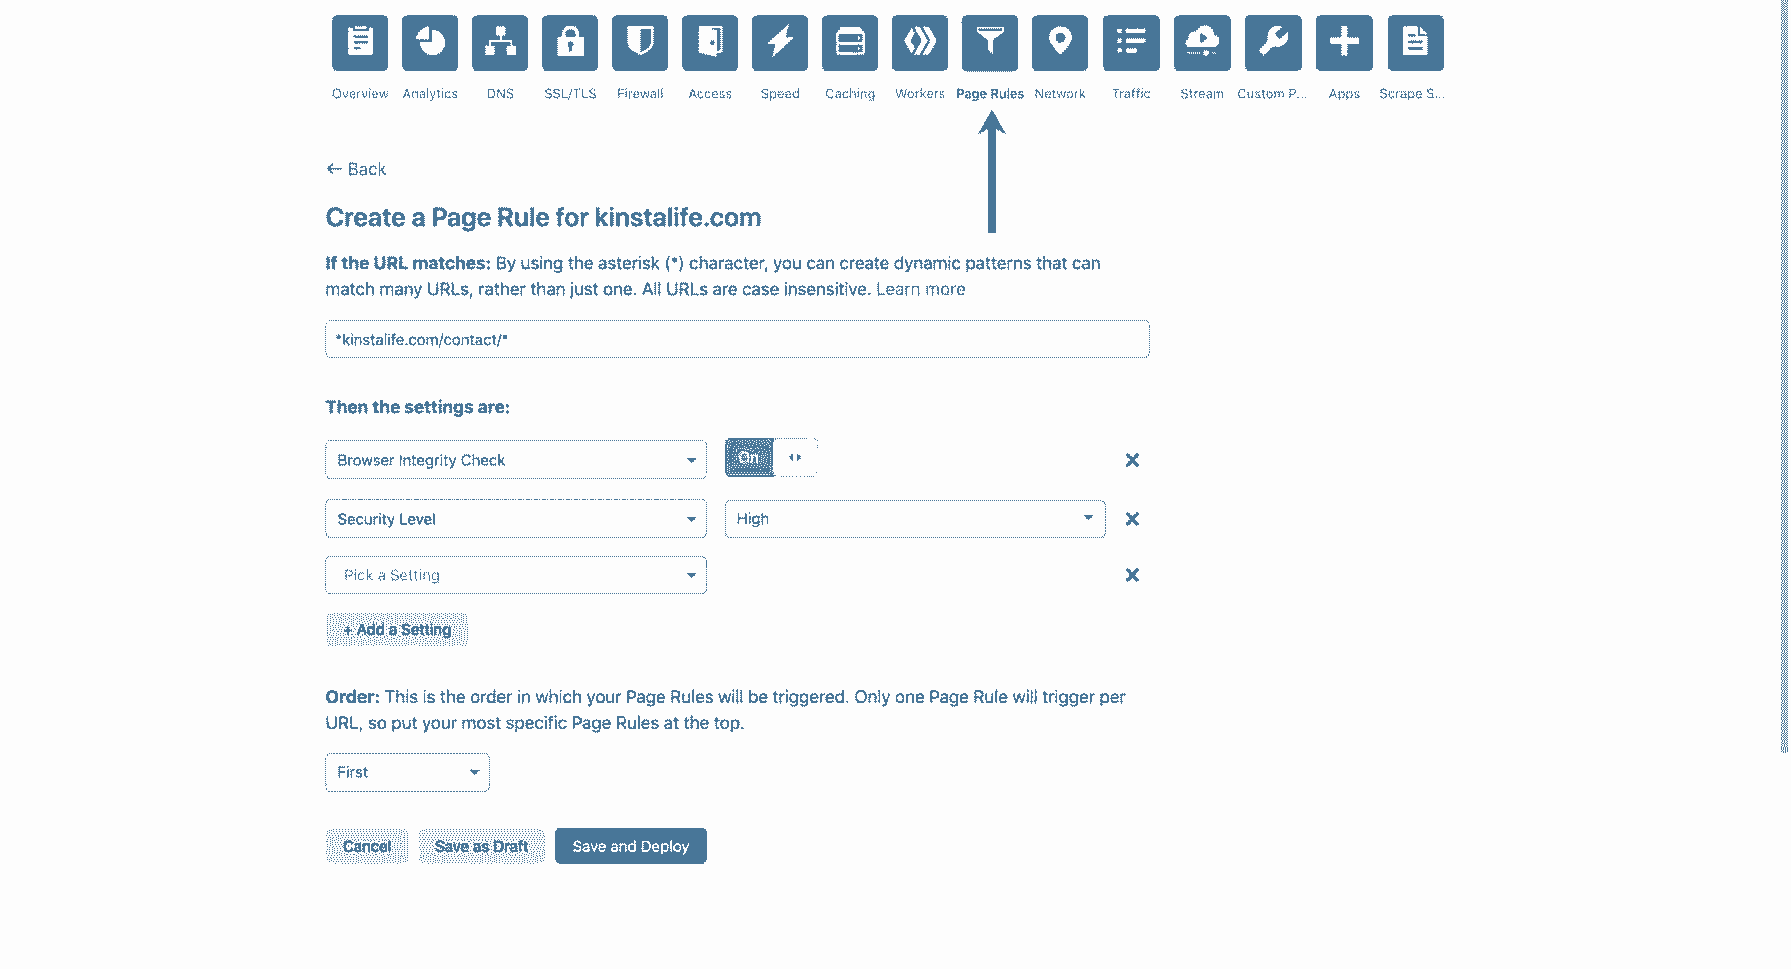 Overview Analytics DNS SSL/TLS Firewall Access Speed Caching Workers Page Rules Network Traffic Stream Custom P... Apps Scrape S...
← Back
Create a Page Rule for kinstalife.com
If the URL matches: By using the asterisk (*) character, you can create dynamic patterns that can
match many URLs, rather than just one. All URLs are case insensitive. Learn more
*kinstalife.com/contact/*
Then the settings are:
Browser Integrity Check On
Security Level High
Pick a Setting
+ Add a Setting
Order: This is the order in which your Page Rules will be triggered. Only one Page Rule will trigger per
URL, so put your most specific Page Rules at the top.
First
Cancel Save as Draft Save and Deploy